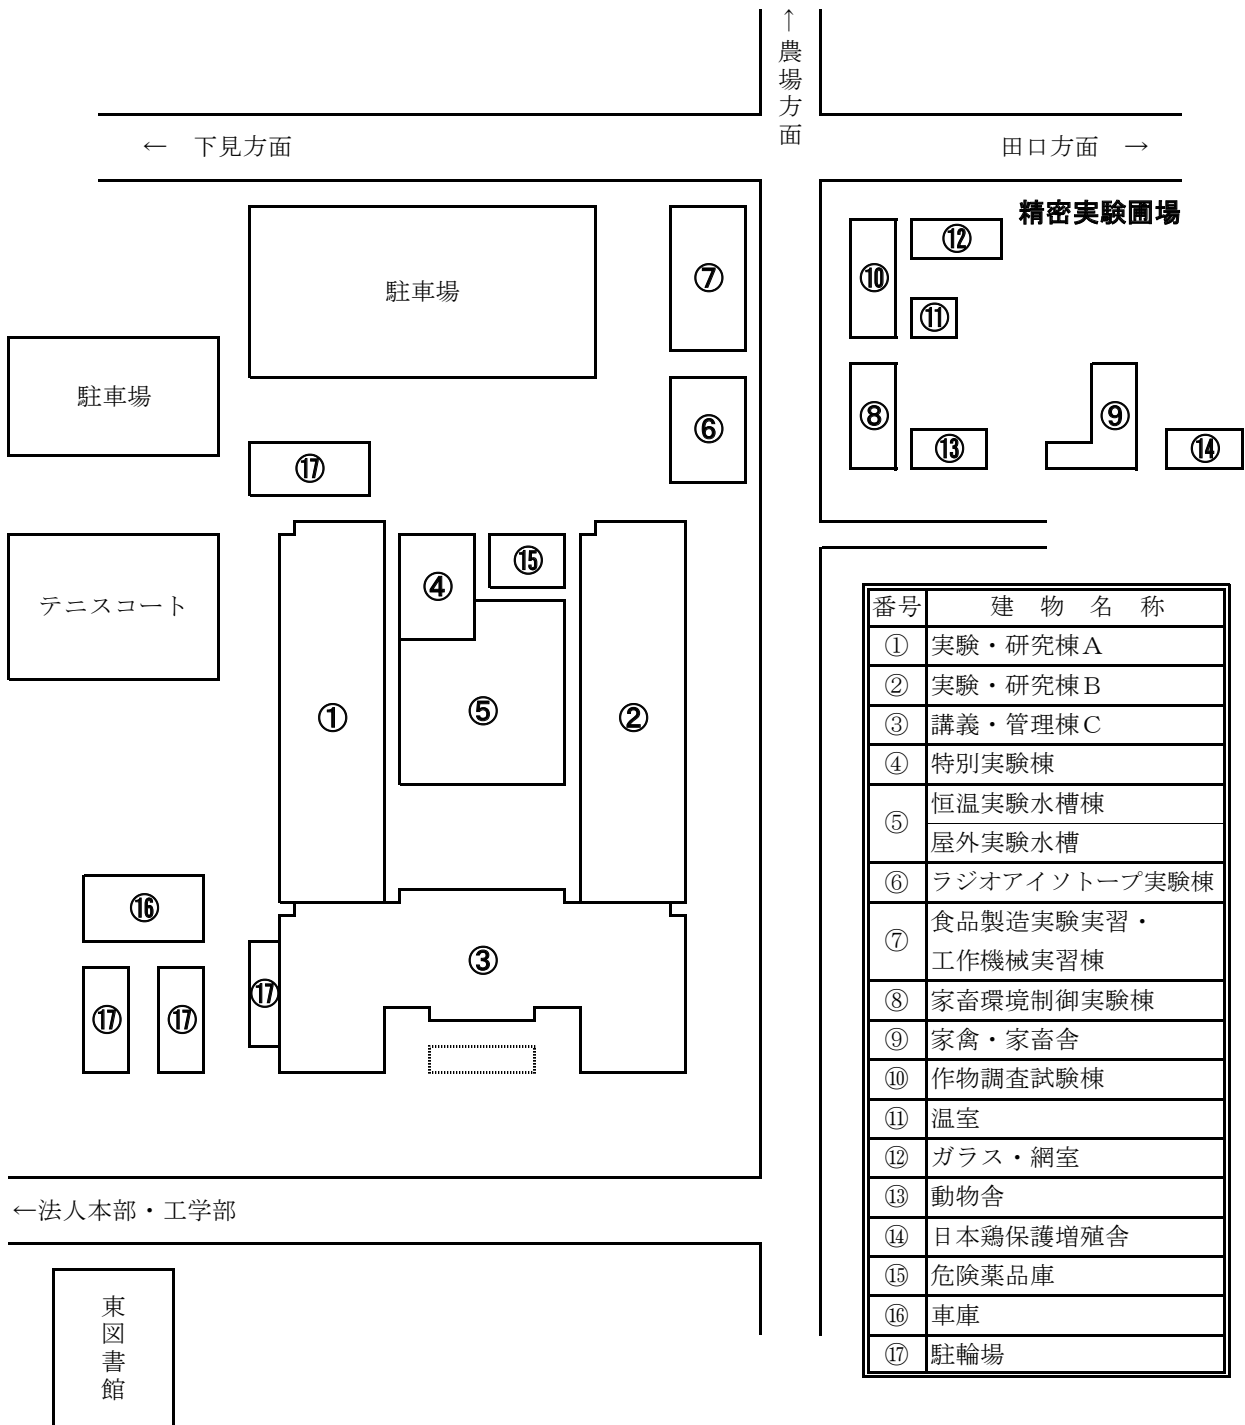 ↑農場方面
← 下見方面
田口方面 →
精密実験圃場
⑫
⑦
⑩
駐車場
⑪
駐車場
⑧
⑨
⑥
⑬
⑭
⑰
④
⑮
テニスコート
①
⑤
②
⑯
③
⑰
⑰
⑰
←法人本部・工学部
東図書館
番号 建物名称
① 実験・研究棟A
② 実験・研究棟B
③ 講義・管理棟C
④ 特別実験棟
⑤ 恒温実験水槽棟
屋外実験水槽
⑥ ラジオアイソトープ実験棟
⑦ 食品製造実験実習・
工作機械実習棟
⑧ 家畜環境制御実験棟
⑨ 家禽・家畜舎
⑩ 作物調査試験棟
⑪ 温室
⑫ ガラス・網室
⑬ 動物舎
⑭ 日本鶏保護増殖舎
⑮ 危険薬品庫
⑯ 車庫
⑰ 駐輪場